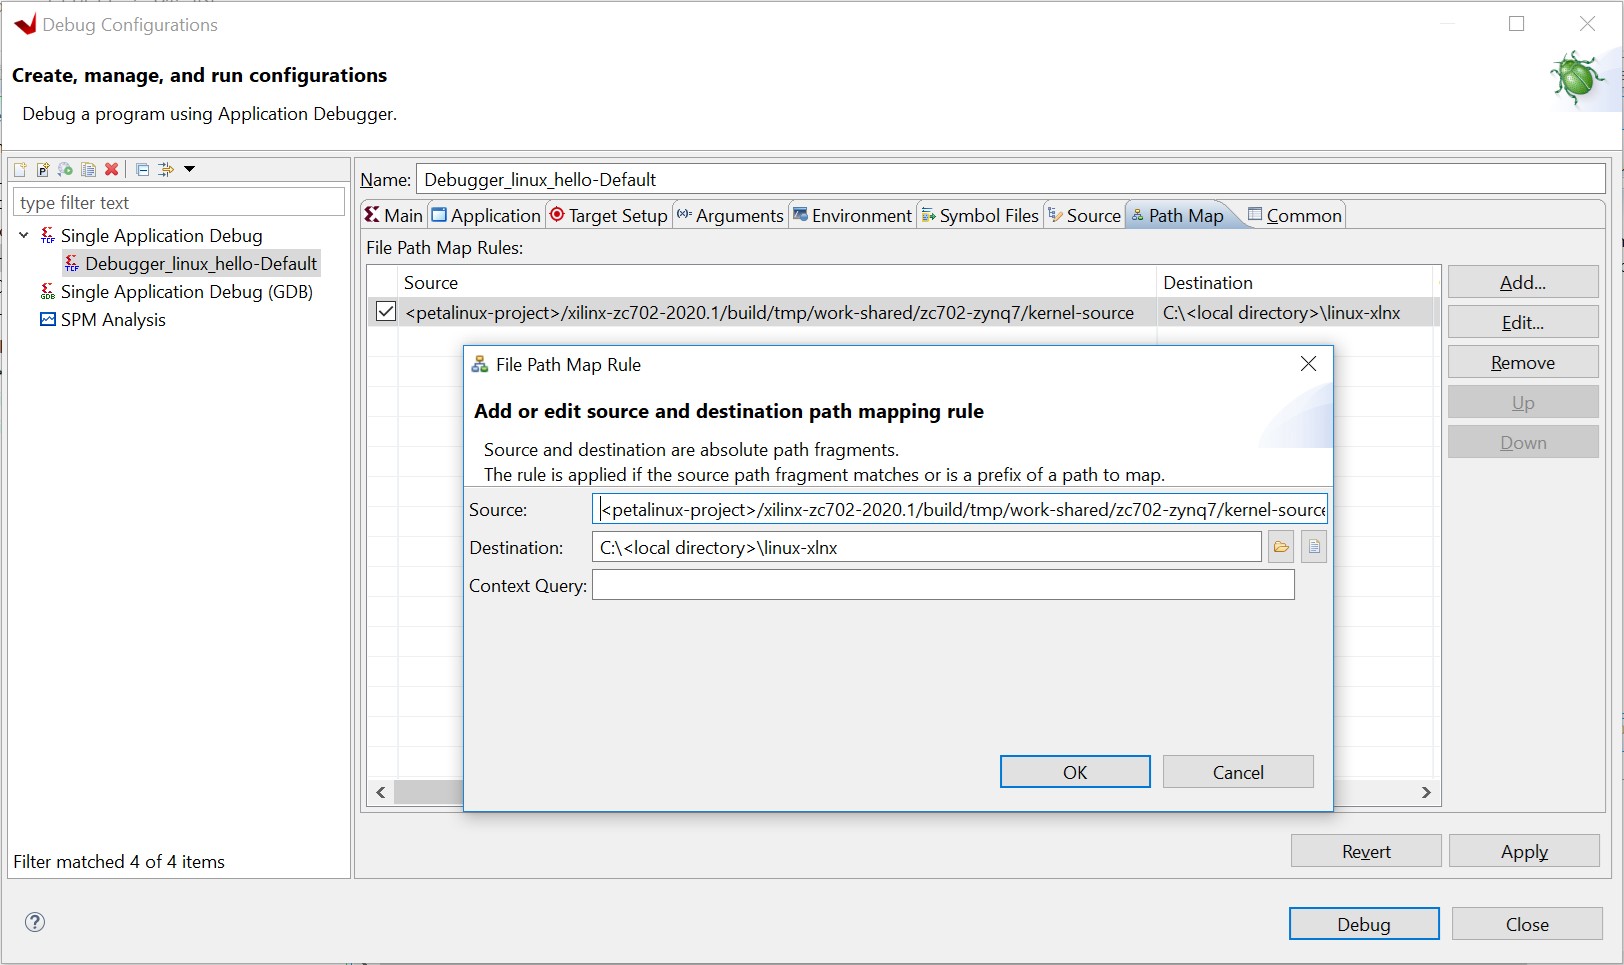 Debug Configurations
Create, manage, and run configurations
Debug a program using Application Debugger.
type filter text
Single Application Debug
Debugger_linux_hello-Default
Single Application Debug (GDB)
SPM Analysis
Filter matched 4 of 4 items
Name: Debugger_linux_hello-Default
Main Application Target Setup Arguments Environment Symbol Files Source Path Map Common
File Path Map Rules:
Source Destination
<petalinux-project>/xilinx-zc702-2020.1/build/tmp/work-shared/zc702-zynq7/kernel-source C:\<local directory>\linux-xlnx
Add...
Edit...
Remove
Up
Down
File Path Map Rule
Add or edit source and destination path mapping rule
Source and destination are absolute path fragments.
The rule is applied if the source path fragment matches or is a prefix of a path to map.
Source: <petalinux-project>/xilinx-zc702-2020.1/build/tmp/work-shared/zc702-zynq7/kernel-source
Destination: C:\<local directory>\linux-xlnx
Context Query:
OK Cancel
Revert Apply
Debug Close